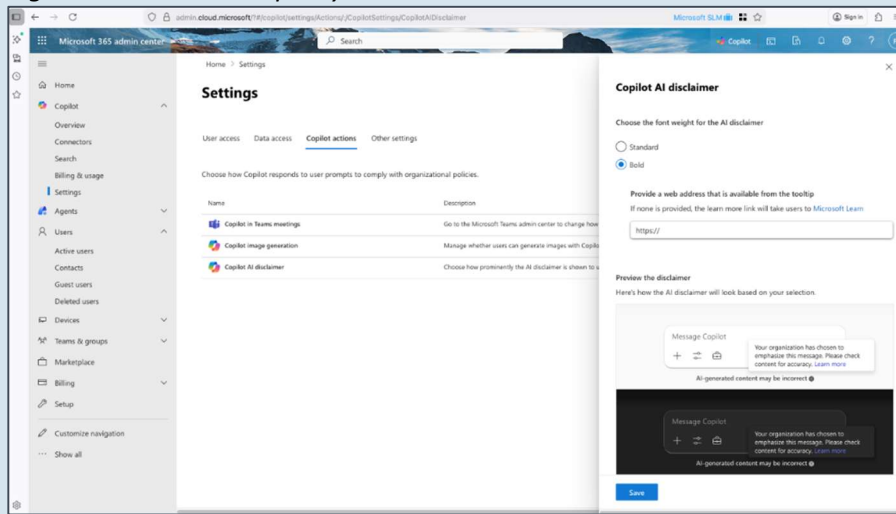 admin.cloud.microsoft/?#/copilot/settings/Actions/:/CopilotSettings/CopilotAIDisclaimer
Microsoft SLM
Sign in
Microsoft 365 admin center
Search
Copilot
?
Home > Settings
Settings
User access Data access Copilot actions Other settings
Choose how Copilot responds to user prompts to comply with organizational policies.
Name Description
Copilot in Teams meetings Go to the Microsoft Teams admin center to change how
Copilot image generation Manage whether users can generate images with Copilo
Copilot AI disclaimer Choose how prominently the AI disclaimer is shown to u
Home
Copilot
Overview
Connectors
Search
Billing & usage
Settings
Agents
Users
Active users
Contacts
Guest users
Deleted users
Devices
Teams & groups
Marketplace
Billing
Setup
Customize navigation
Show all
Copilot AI disclaimer
Choose the font weight for the AI disclaimer
Standard
Bold
Provide a web address that is available from the tooltip
If none is provided, the learn more link will take users to Microsoft Learn
https://
Preview the disclaimer
Here's how the AI disclaimer will look based on your selection.
Message Copilot
Your organization has chosen to
emphasize this message. Please check
content for accuracy. Learn more
AI-generated content may be incorrect
Message Copilot
Your organization has chosen to
emphasize this message. Please check
content for accuracy. Learn more
AI-generated content may be incorrect
Save